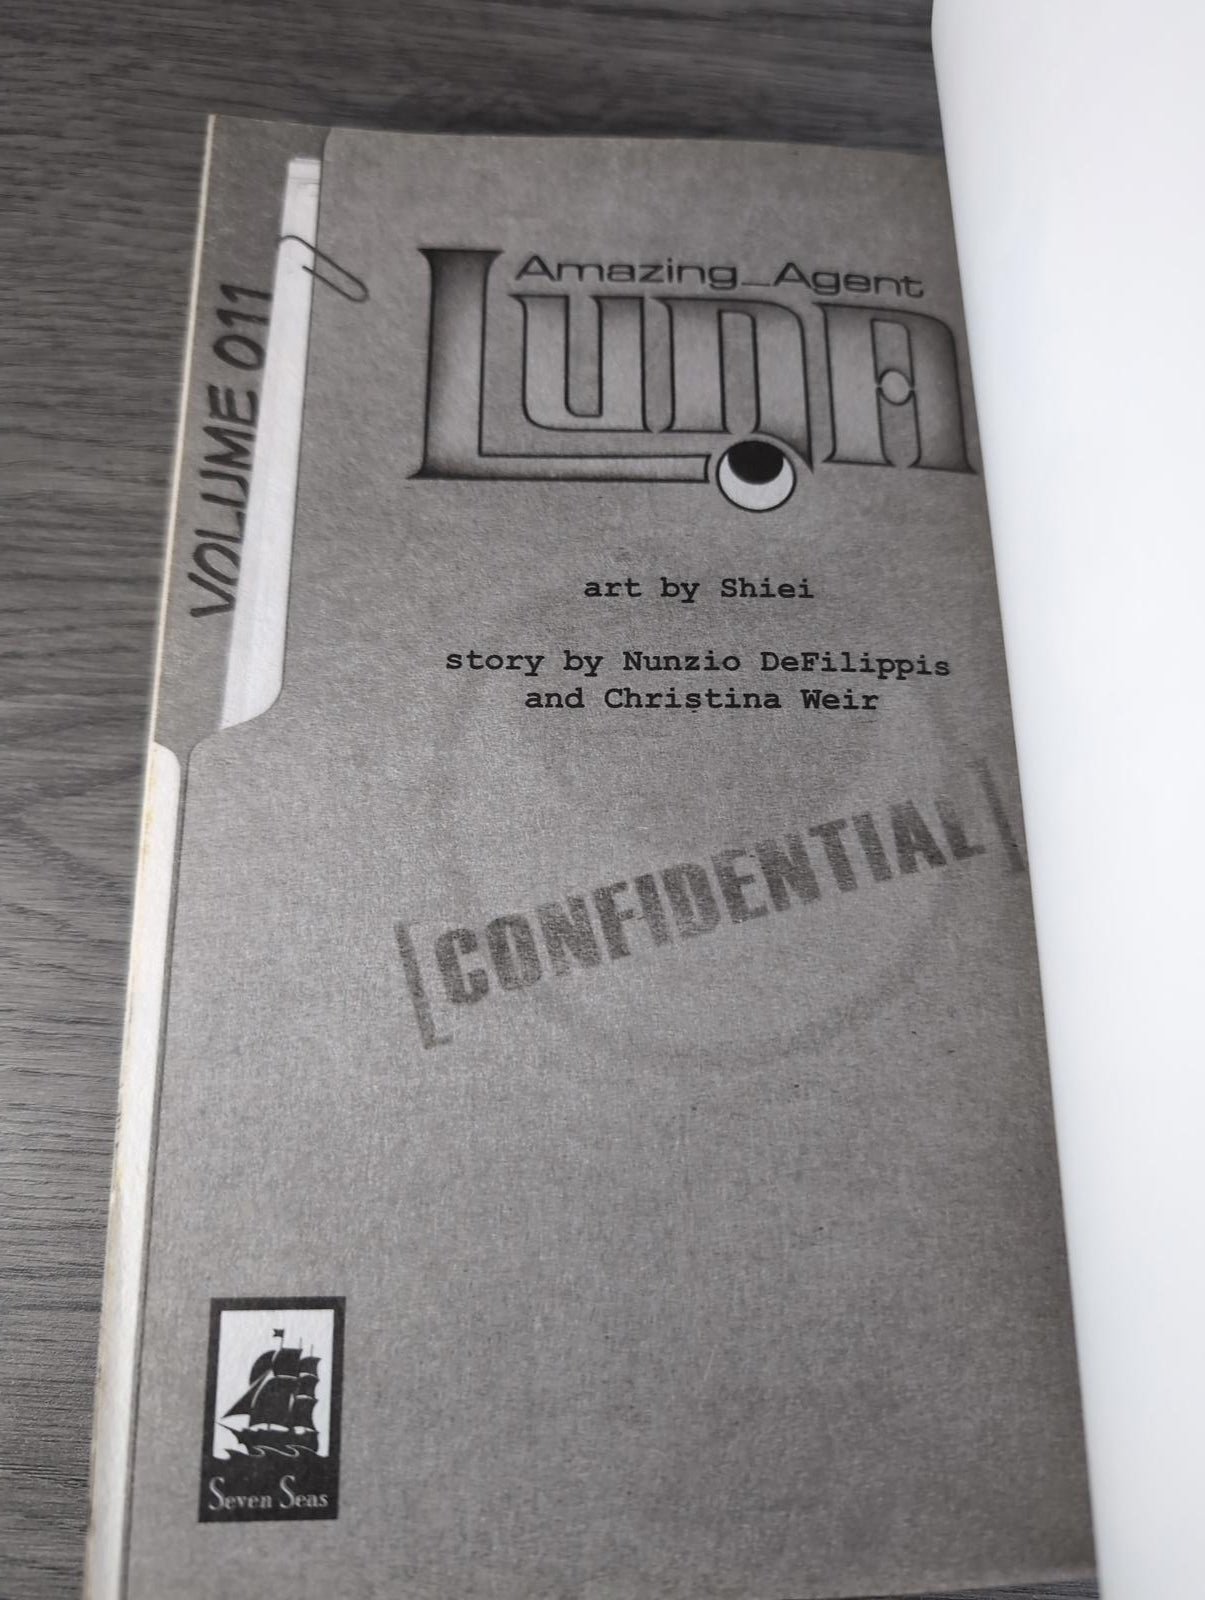 VOLUME 011
Amazing_Agent
LUNA
art by Shiei
story by Nunzio DeFilippis
and Christina Weir
[CONFIDENTIAL]
Seven Seas